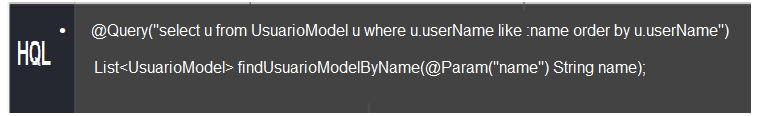 HQL
• @Query("select u from UsuarioModel u where u.userName like :name order by u.userName")
List<UsuarioModel> findUsuarioModelByName(@Param("name") String name);